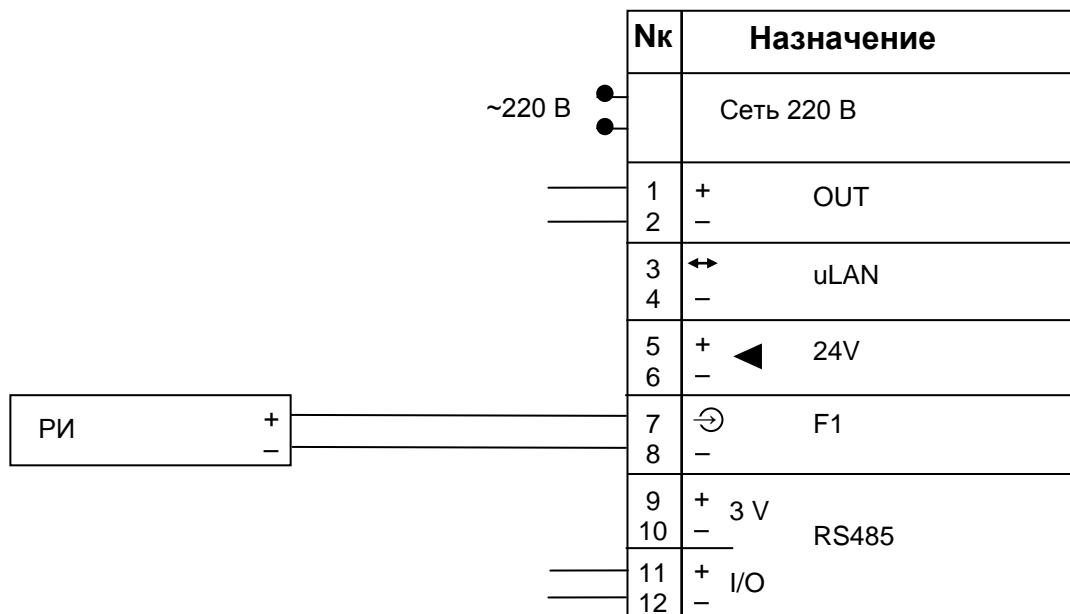 Nк Назначение
~220 В Сеть 220 В
1 + OUT
2 –
3 uLAN
4 –
5 + 24V
6 –
РИ + 7 F1
– 8 –
9 + 3 V
10 – RS485
11 + I/O
12 –